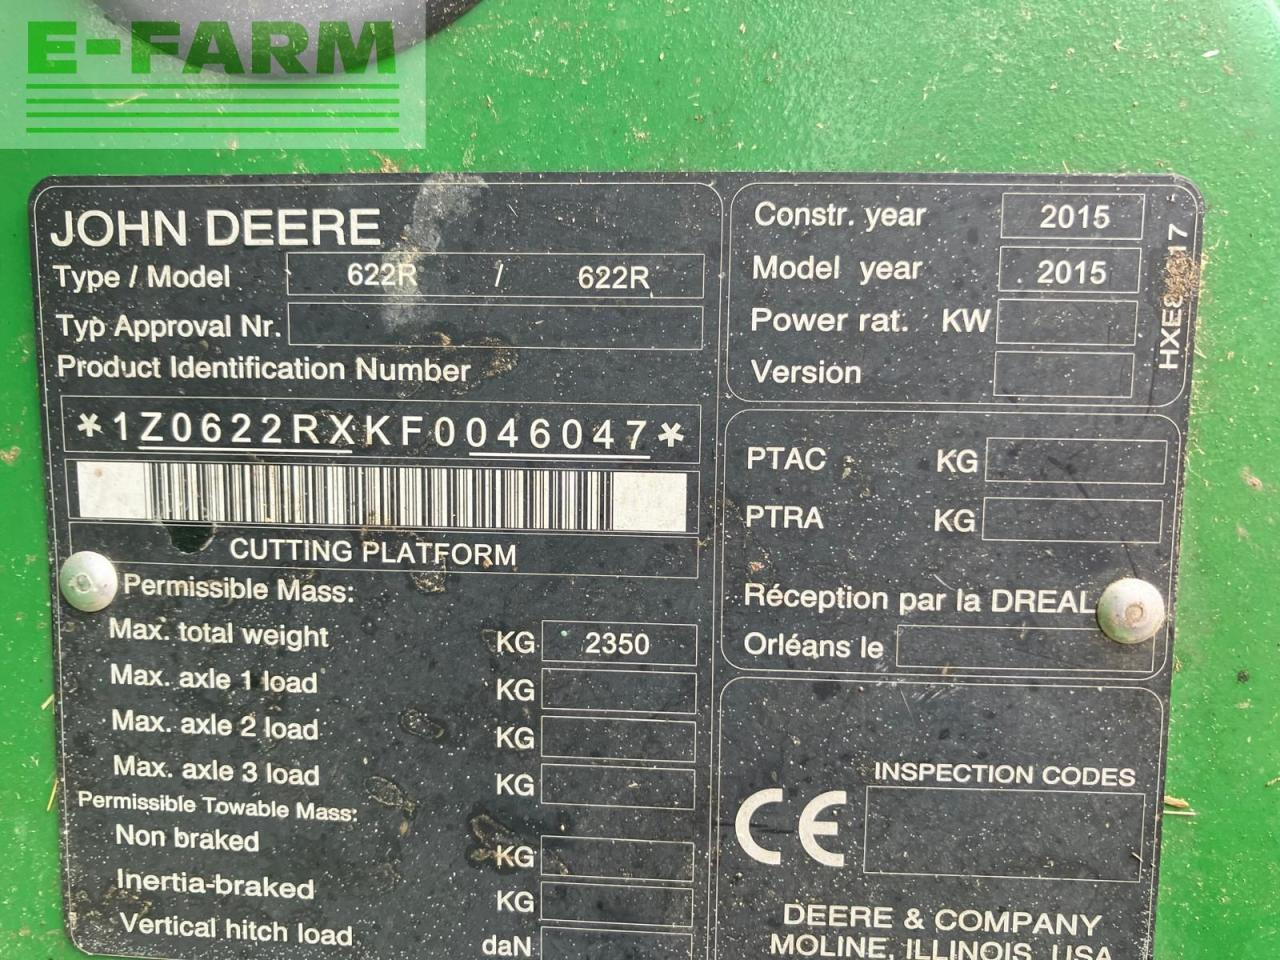 E-FARM
JOHN DEERE
Type / Model 622R / 622R
Typ Approval Nr.
Product Identification Number
*1Z0622RXKF0046047*
CUTTING PLATFORM
Permissible Mass:
Max. total weight KG 2350
Max. axle 1 load KG
Max. axle 2 load KG
Max. axle 3 load KG
Permissible Towable Mass:
Non braked KG
Inertia-braked KG
Vertical hitch load daN
Constr. year 2015
Model year 2015
Power rat. KW
Version
PTAC KG
PTRA KG
Réception par la DREAL
Orléans le
INSPECTION CODES
CE
DEERE & COMPANY
MOLINE, ILLINOIS, USA